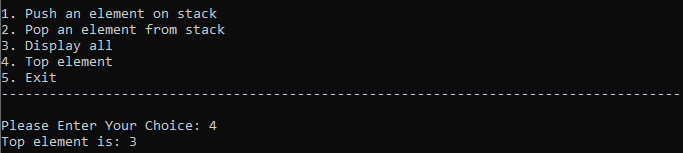 1. Push an element on stack
2. Pop an element from stack
3. Display all
4. Top element
5. Exit
-------------------------------------------------------------------------------------
Please Enter Your Choice: 4
Top element is: 3